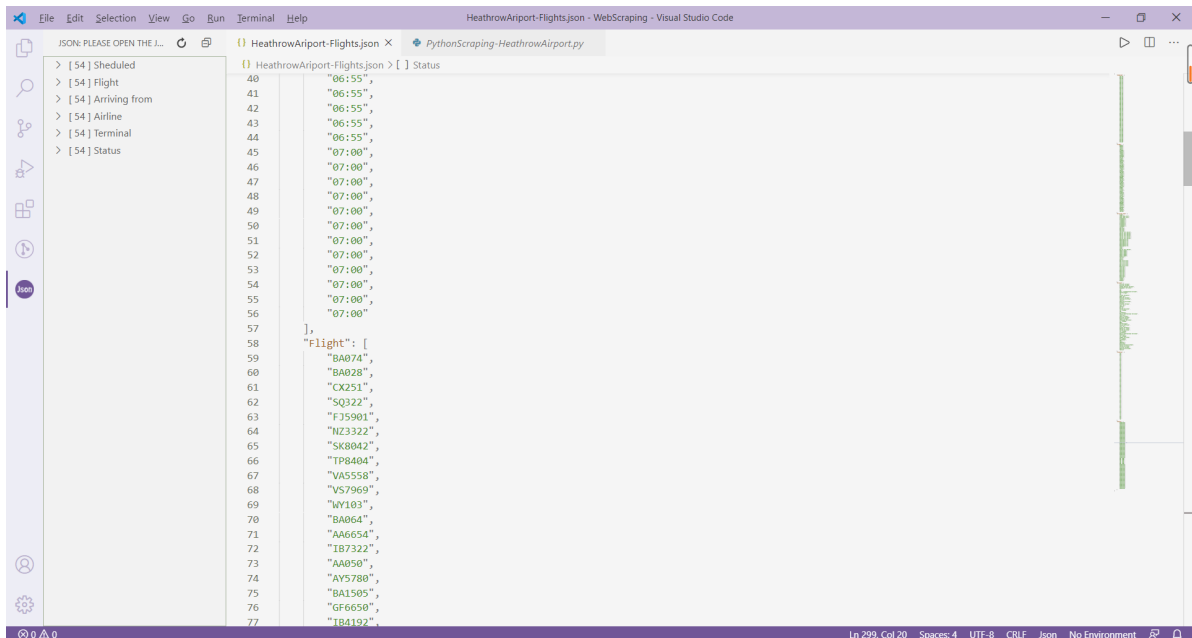 File Edit Selection View Go Run Terminal Help HeathrowAriport-Flights.json - WebScraping - Visual Studio Code
JSON: PLEASE OPEN THE J...
{} HeathrowAriport-Flights.json × PythonScraping-HeathrowAirport.py
{} HeathrowAriport-Flights.json > [ ] Status
> [ 54 ] Sheduled
> [ 54 ] Flight
> [ 54 ] Arriving from
> [ 54 ] Airline
> [ 54 ] Terminal
> [ 54 ] Status
Json
40 "06:55",
41 "06:55",
42 "06:55",
43 "06:55",
44 "06:55",
45 "07:00",
46 "07:00",
47 "07:00",
48 "07:00",
49 "07:00",
50 "07:00",
51 "07:00",
52 "07:00",
53 "07:00",
54 "07:00",
55 "07:00",
56 "07:00"
57 ],
58 "Flight": [
59 "BA074",
60 "BA028",
61 "CX251",
62 "SQ322",
63 "FJ5901",
64 "NZ3322",
65 "SK8042",
66 "TP8404",
67 "VA5558",
68 "VS7969",
69 "WY103",
70 "BA064",
71 "AA6654",
72 "IB7322",
73 "AA050",
74 "AY5780",
75 "BA1505",
76 "GF6650",
77 "IB4192",
0 0 Ln 299, Col 20 Spaces: 4 UTF-8 CRLF Json No Environment